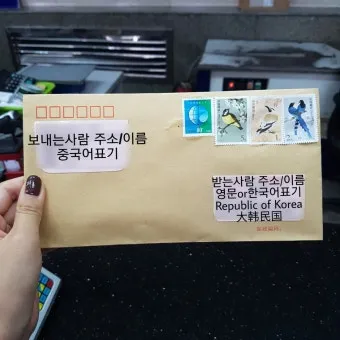 보내는사람 주소/이름
중국어표기
받는사람 주소/이름
영문or한국어표기
Republic of Korea
大韩民国